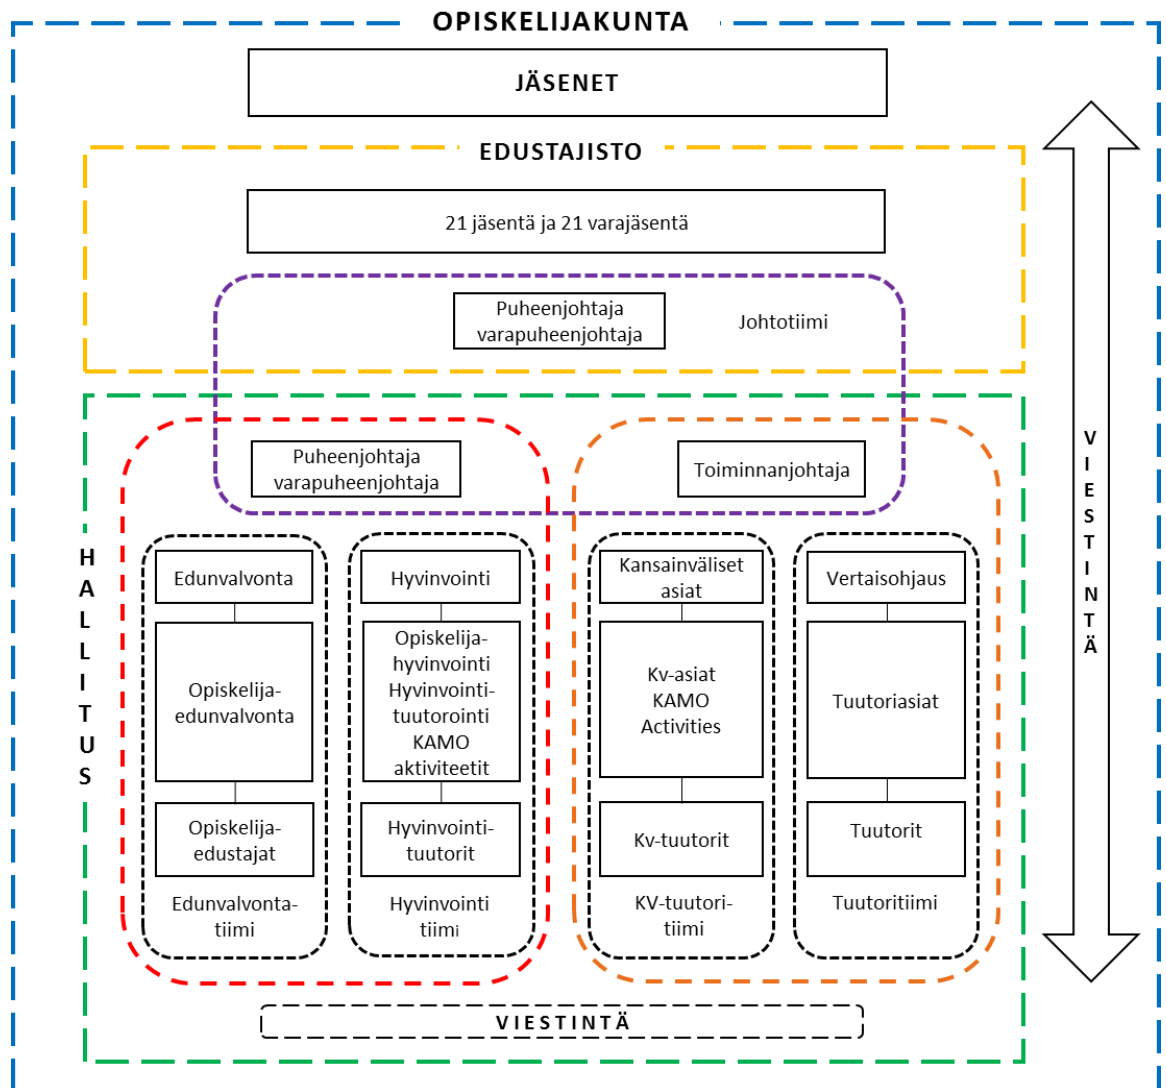 OPISKELIJAKUNTA
JÄSENET
EDUSTAJISTO
21 jäsentä ja 21 varajäsentä
Puheenjohtaja
varapuheenjohtaja
Johtotiimi
HALLITUS
Puheenjohtaja
varapuheenjohtaja
Toiminnanjohtaja
Edunvalvonta
Opiskelija-
edunvalvonta
Opiskelija-
edustajat
Edunvalvonta-
tiimi
Hyvinvointi
Opiskelija-
hyvinvointi
Hyvinvointi-
tuutorointi
KAMO
aktiviteetit
Hyvinvointi-
tuutorit
Hyvinvointi
tiimi
Kansainväliset
asiat
Kv-asiat
KAMO
Activities
Kv-tuutorit
KV-tuutori-
tiimi
Vertaisohjaus
Tuutoriasiat
Tuutorit
Tuutoritiimi
VIESTINTÄ
VIESTINTÄ